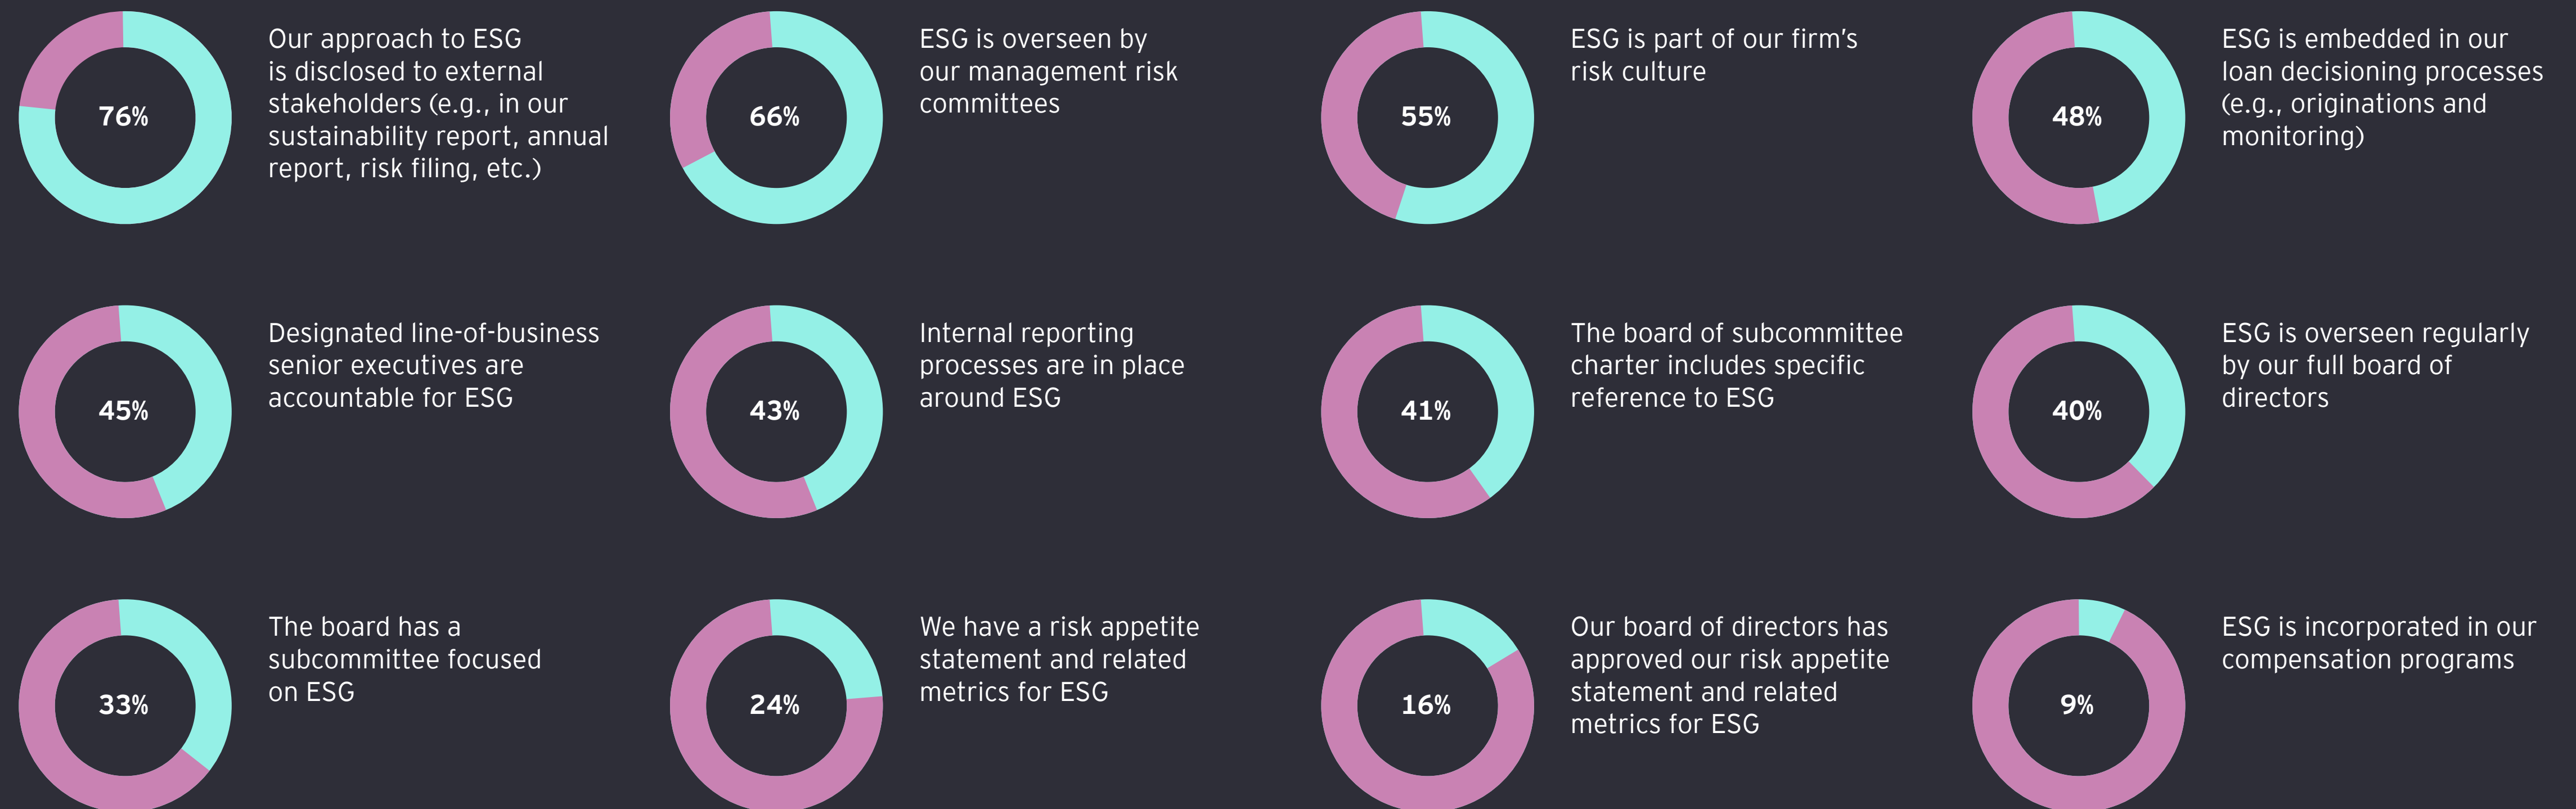 76%
Our approach to ESG
is disclosed to external
stakeholders (e.g., in our
sustainability report, annual
report, risk filing, etc.)
66%
ESG is overseen by
our management risk
committees
55%
ESG is part of our firm's
risk culture
48%
ESG is embedded in our
loan decisioning processes
(e.g., originations and
monitoring)
45%
Designated line-of-business
senior executives are
accountable for ESG
43%
Internal reporting
processes are in place
around ESG
41%
The board of subcommittee
charter includes specific
reference to ESG
40%
ESG is overseen regularly
by our full board of
directors
33%
The board has a
subcommittee focused
on ESG
24%
We have a risk appetite
statement and related
metrics for ESG
16%
Our board of directors has
approved our risk appetite
statement and related
metrics for ESG
9%
ESG is incorporated in our
compensation programs